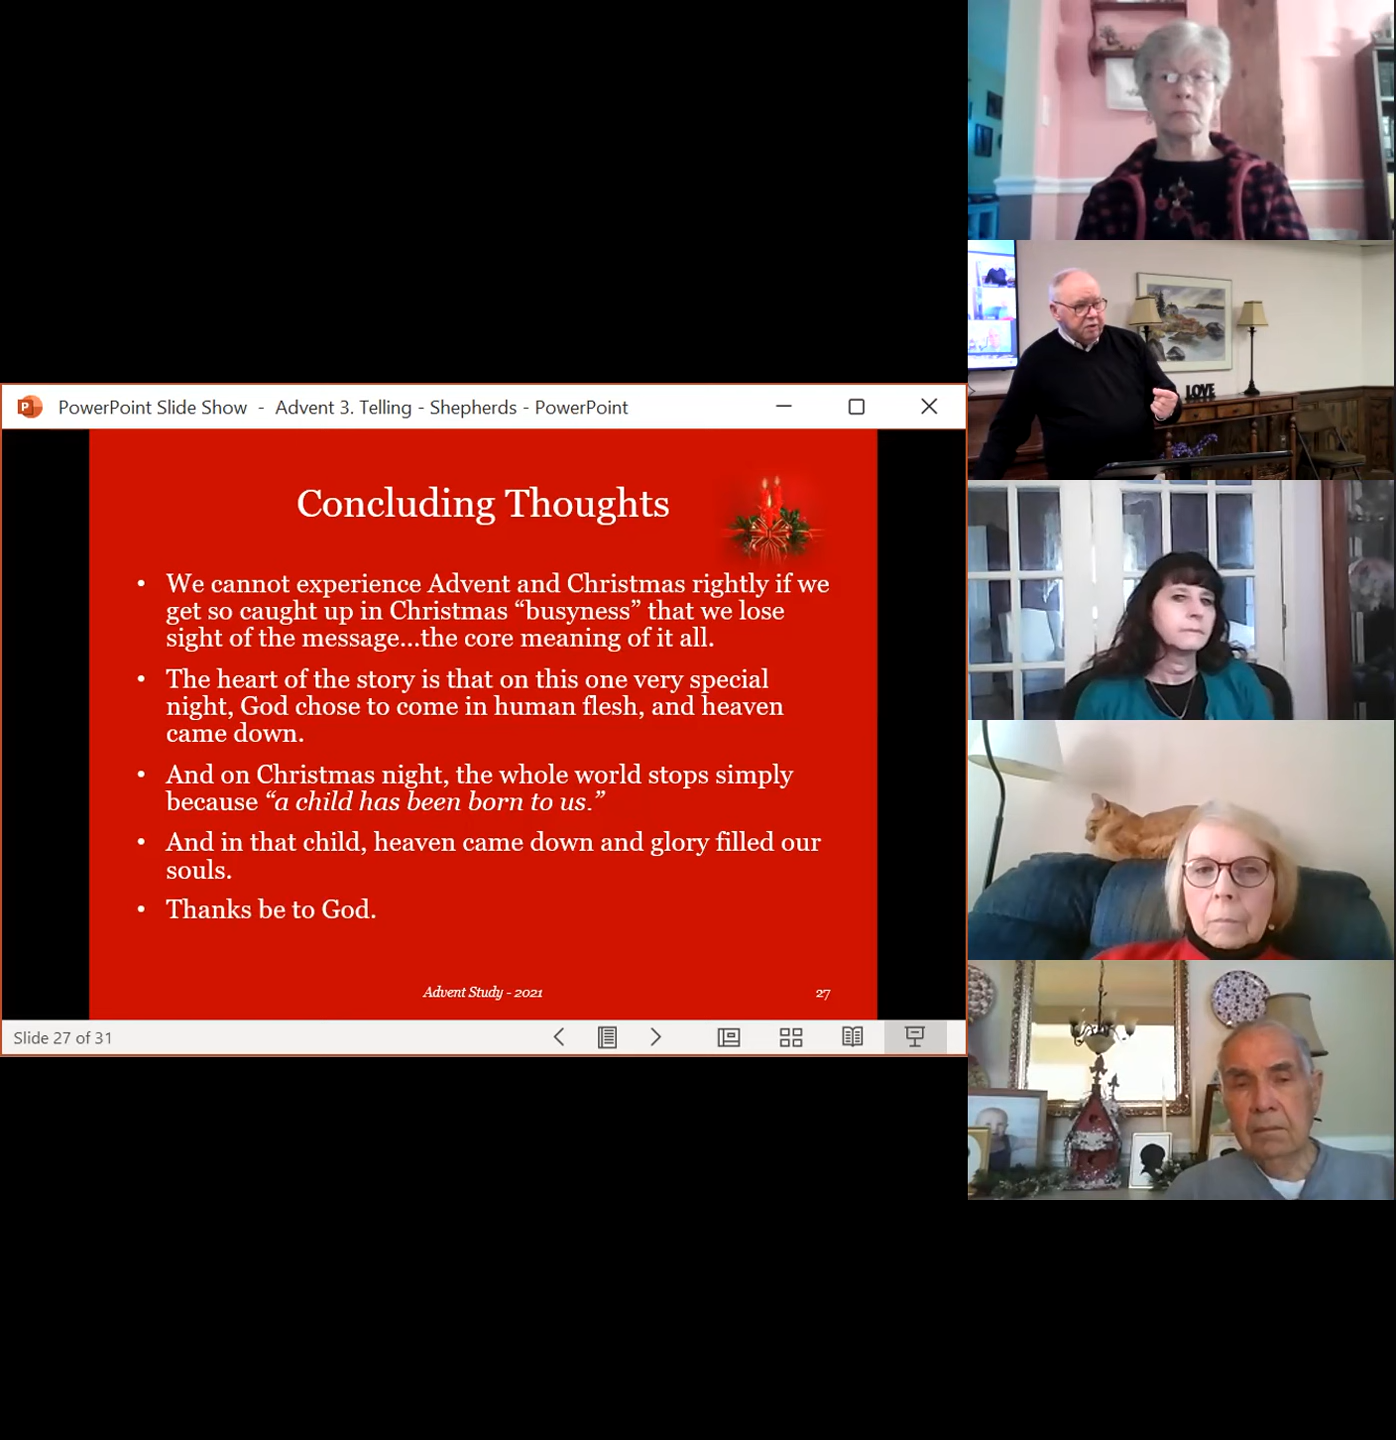 PowerPoint Slide Show - Advent 3. Telling - Shepherds - PowerPoint
Concluding Thoughts
• We cannot experience Advent and Christmas rightly if we
get so caught up in Christmas “busyness” that we lose
sight of the message...the core meaning of it all.
• The heart of the story is that on this one very special
night, God chose to come in human flesh, and heaven
came down.
• And on Christmas night, the whole world stops simply
because “a child has been born to us.”
• And in that child, heaven came down and glory filled our
souls.
• Thanks be to God.
Advent Study - 2021
27
Slide 27 of 31
LOVE